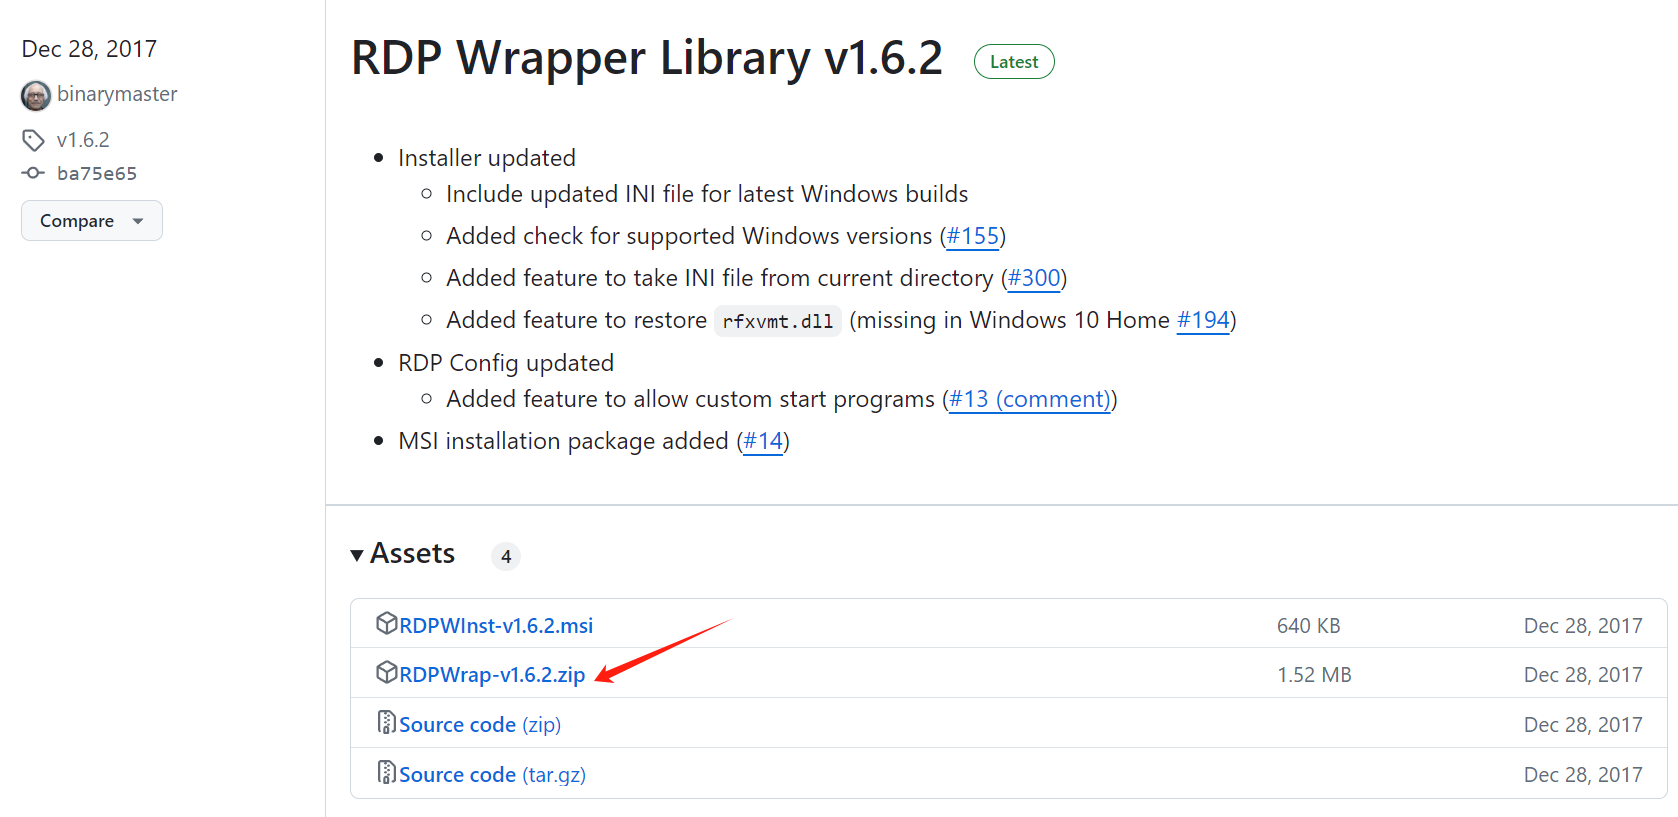 Dec 28, 2017
binarymaster
v1.6.2
ba75e65
Compare
RDP Wrapper Library v1.6.2 Latest
Installer updated
Include updated INI file for latest Windows builds
Added check for supported Windows versions (#155)
Added feature to take INI file from current directory (#300)
Added feature to restore rfxvmt.dll (missing in Windows 10 Home #194)
RDP Config updated
Added feature to allow custom start programs (#13 (comment))
MSI installation package added (#14)
Assets 4
RDPWInst-v1.6.2.msi 640 KB Dec 28, 2017
RDPWrap-v1.6.2.zip 1.52 MB Dec 28, 2017
Source code (zip) Dec 28, 2017
Source code (tar.gz) Dec 28, 2017